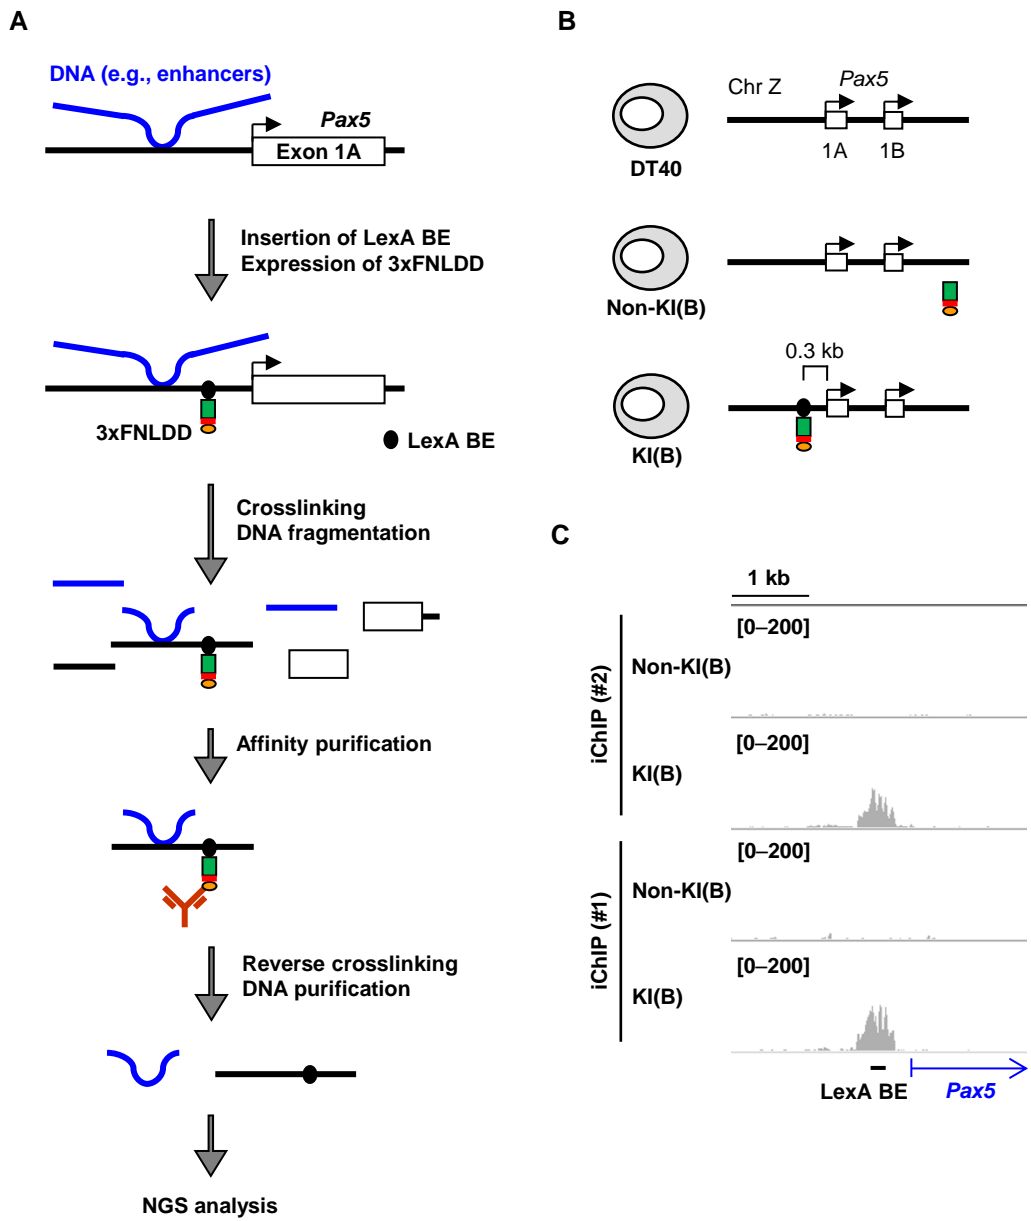 A
DNA (e.g., enhancers)
Pax5
Exon 1A
Insertion of LexA BE
Expression of 3xFNLDD
3xFNLDD
LexA BE
Crosslinking
DNA fragmentation
Affinity purification
Reverse crosslinking
DNA purification
NGS analysis
B
Chr Z
Pax5
1A
1B
DT40
Non-KI(B)
0.3 kb
KI(B)
C
1 kb
iChIP (#2)
[0–200]
Non-KI(B)
[0–200]
KI(B)
iChIP (#1)
[0–200]
Non-KI(B)
[0–200]
KI(B)
LexA BE
Pax5